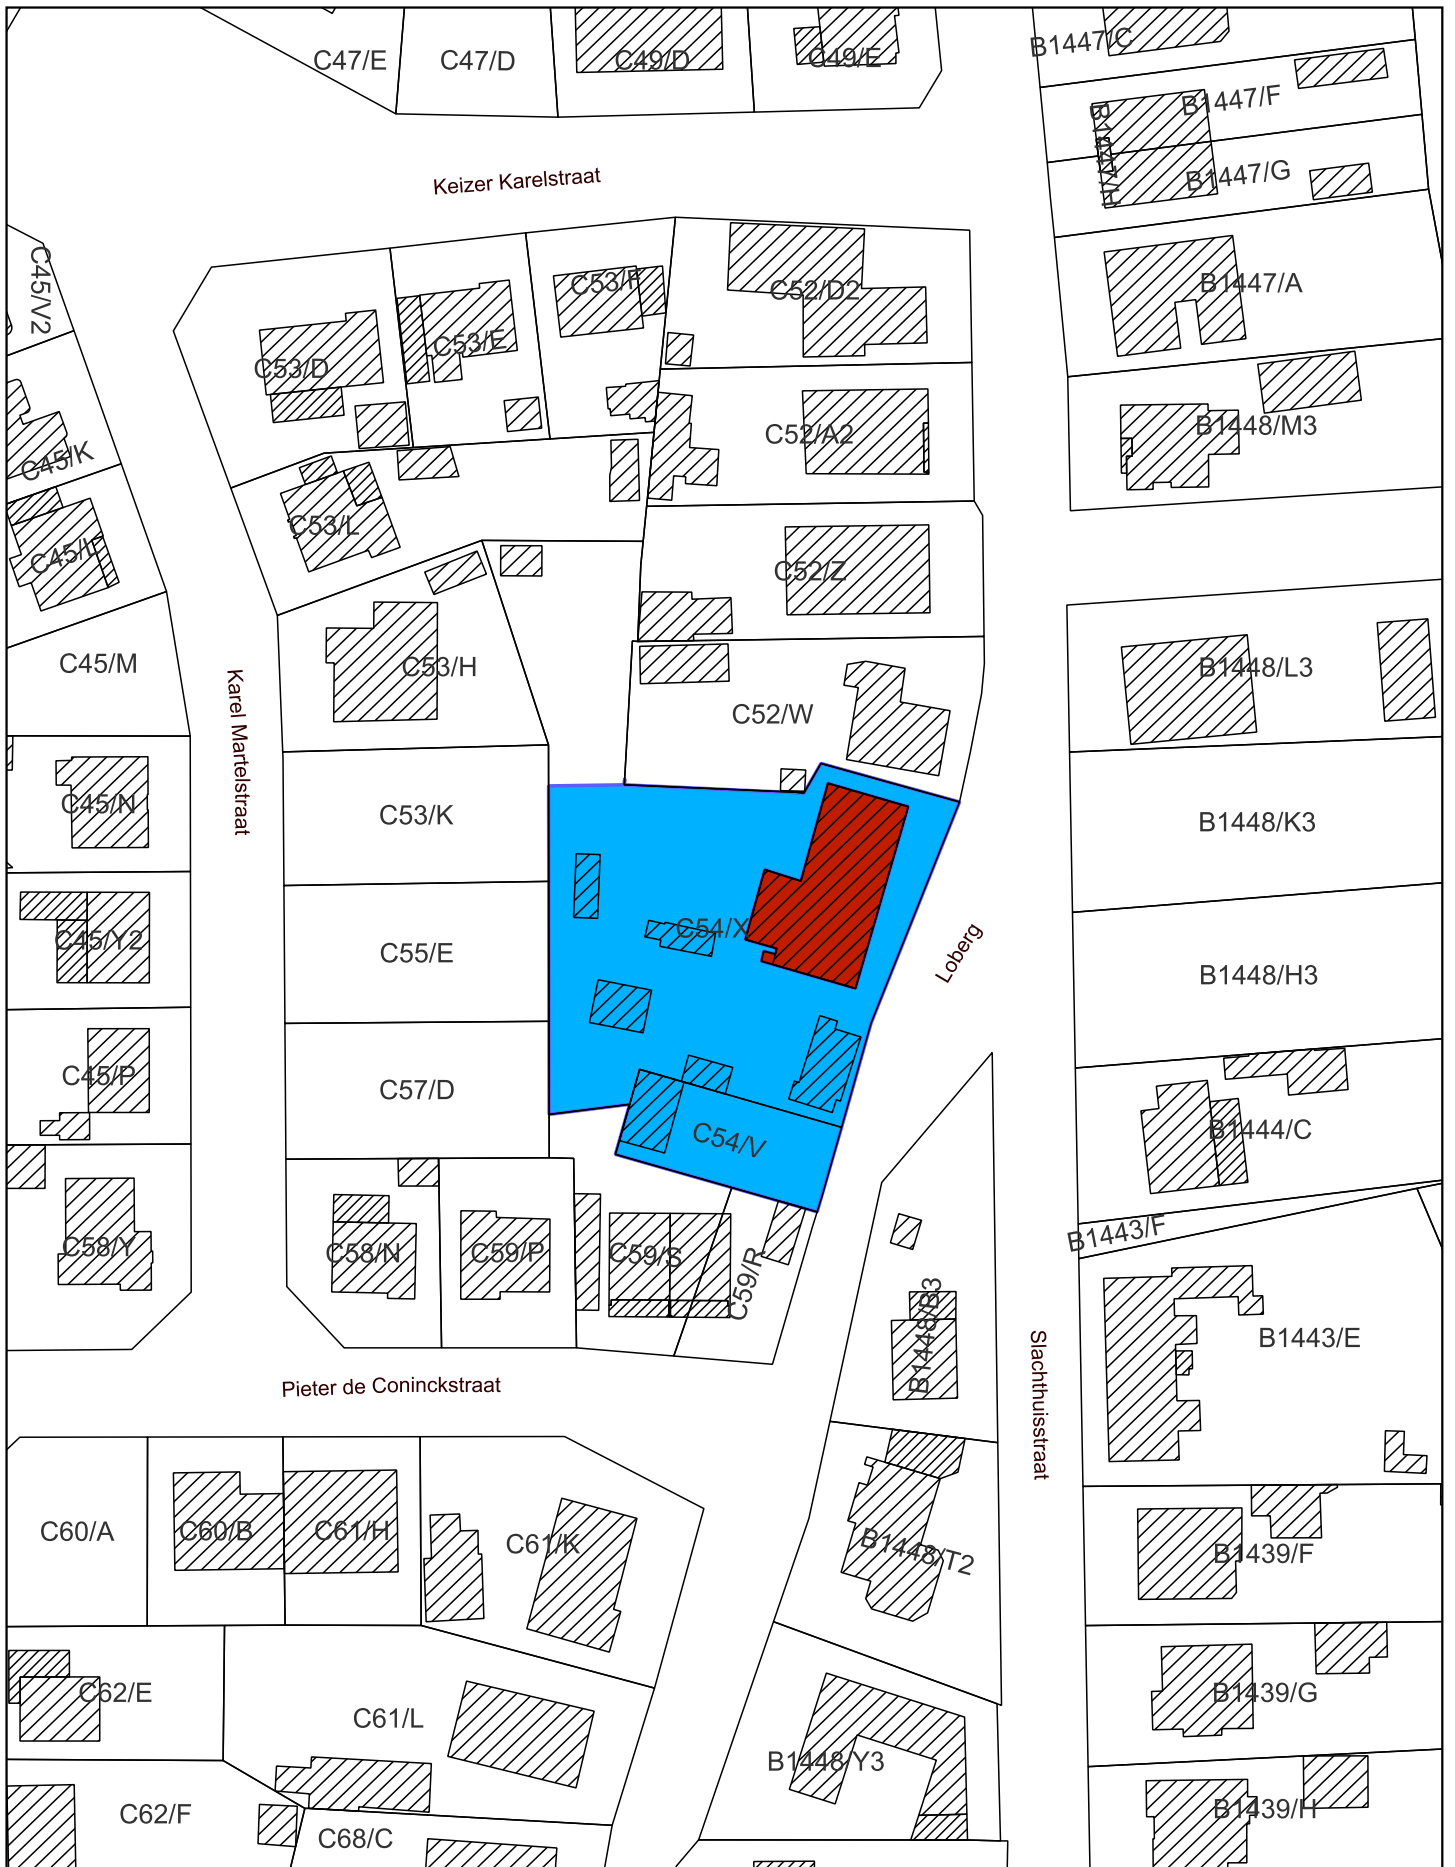 C47/E
C47/D
C49/D
C49/E
B1447/C
B1447/F
B1447/H
B1447/G
Keizer Karelstraat
C45/V2
C53/D
C53/E
C53/F
C52/D2
B1447/A
C45/K
C52/A2
B1448/M3
C45/L
C53/L
C52/Z
C45/M
C53/H
C52/W
B1448/L3
Karel Martelstraat
C45/N
C53/K
B1448/K3
C45/Y2
C55/E
C54/X
Loberg
B1448/H3
C45/P
C57/D
C54/V
B1444/C
C58/Y
C58/N
C59/P
C59/S
C59/R
B1443/F
B1448/B3
B1443/E
Slachthuisstraat
Pieter de Coninckstraat
C60/A
C60/B
C61/H
C61/K
B1448/T2
B1439/F
C62/E
C61/L
B1439/G
B1448/Y3
C62/F
C68/C
B1439/H